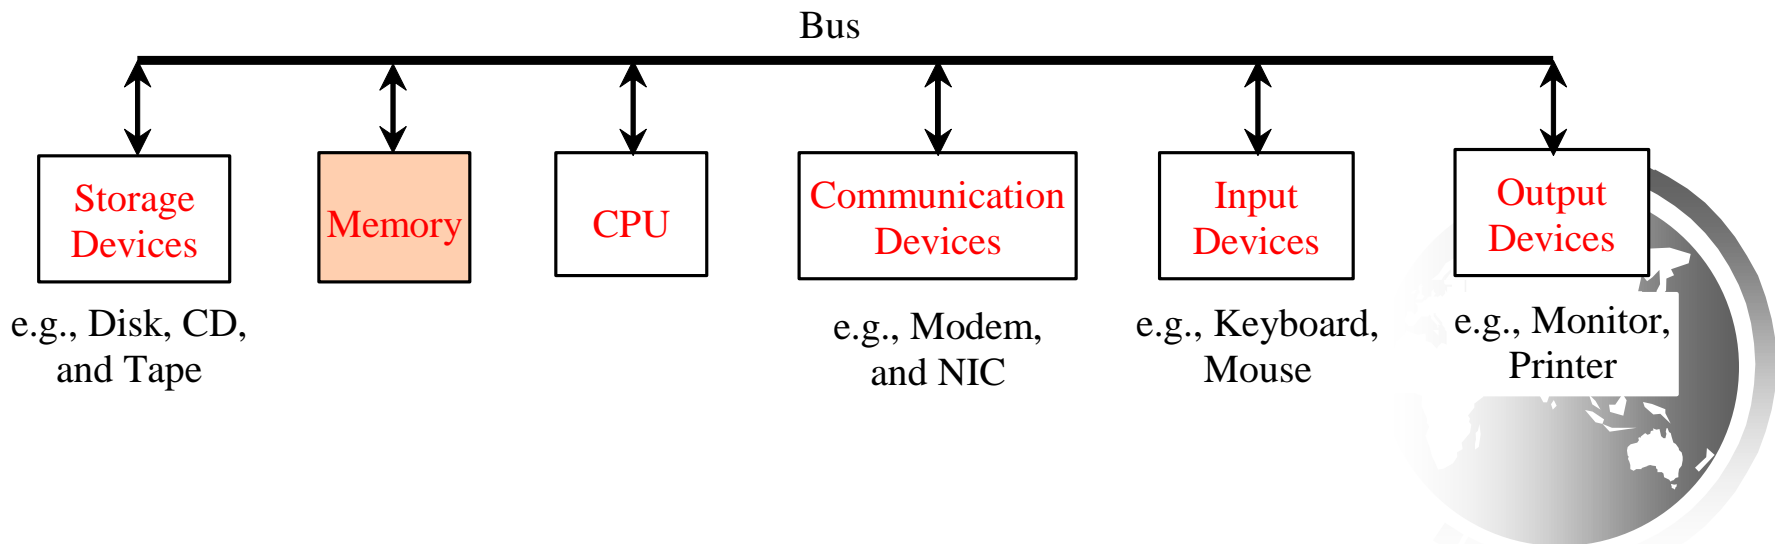 Bus
Storage
Devices
Memory
CPU
Communication
Devices
Input
Devices
Output
Devices
e.g., Disk, CD,
and Tape
e.g., Modem,
and NIC
e.g., Keyboard,
Mouse
e.g., Monitor,
Printer